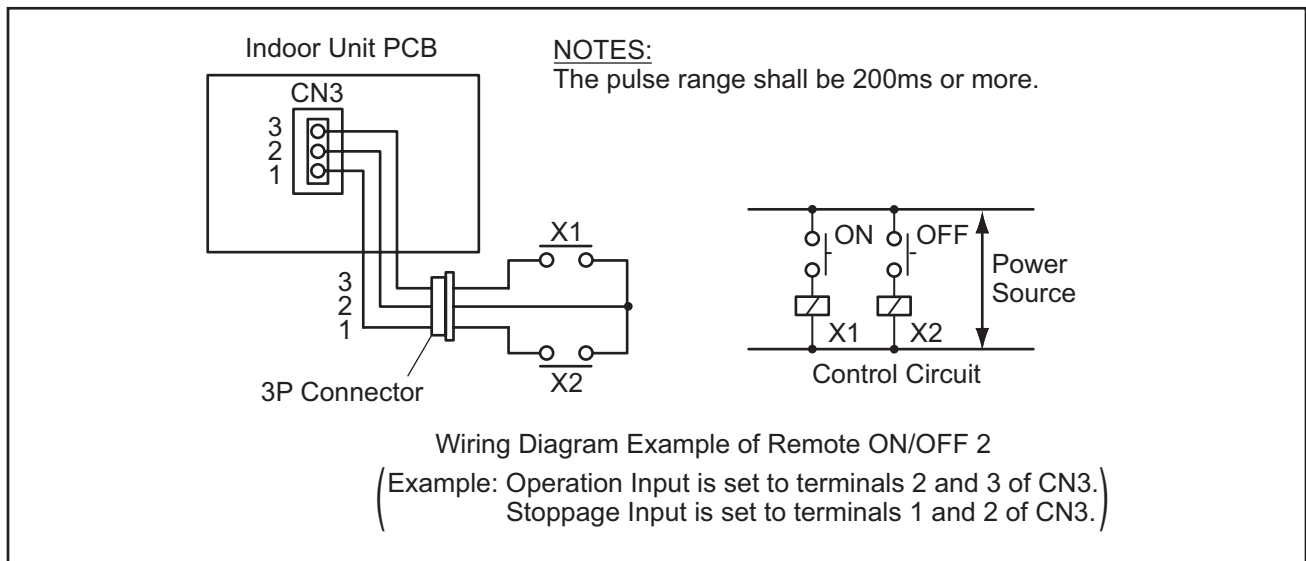 Indoor Unit PCB
NOTES:
The pulse range shall be 200ms or more.
CN3
3
2
1
X1
3
2
1
X2
3P Connector
ON
OFF
Power
Source
X1
X2
Control Circuit
Wiring Diagram Example of Remote ON/OFF 2
(Example: Operation Input is set to terminals 2 and 3 of CN3.
Stoppage Input is set to terminals 1 and 2 of CN3.)